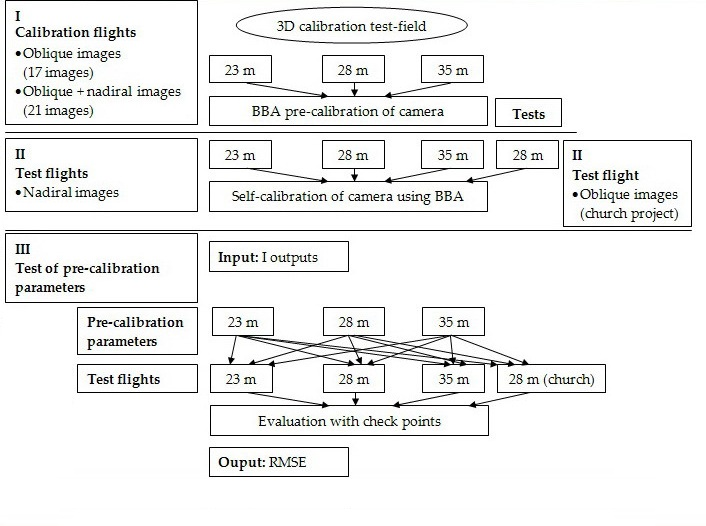 I
Calibration flights
•Oblique images
(17 images)
•Oblique + nadiral images
(21 images)
3D calibration test-field
23 m
28 m
35 m
BBA pre-calibration of camera
Tests
II
Test flights
•Nadiral images
23 m
28 m
35 m
28 m
Self-calibration of camera using BBA
II
Test flight
•Oblique images
(church project)
III
Test of pre-calibration
parameters
Input: I outputs
Pre-calibration
parameters
23 m
28 m
35 m
Test flights
23 m
28 m
35 m
28 m (church)
Evaluation with check points
Ouput: RMSE